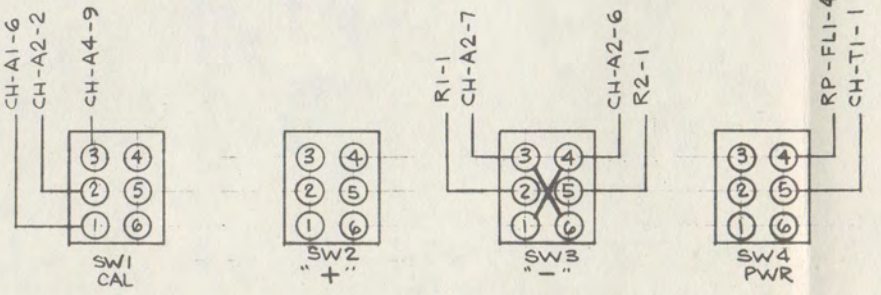 CH-A1-6
CH-A2-2
CH-A4-9
R1-1
CH-A2-7
CH-A2-6
R2-1
RP-FL1-4
CH-T1-1
3 4
2 5
1 6
SW1
CAL
3 4
2 5
1 6
SW2
"+"
3 4
2 5
1 6
SW3
"-"
3 4
2 5
1 6
SW4
PWR